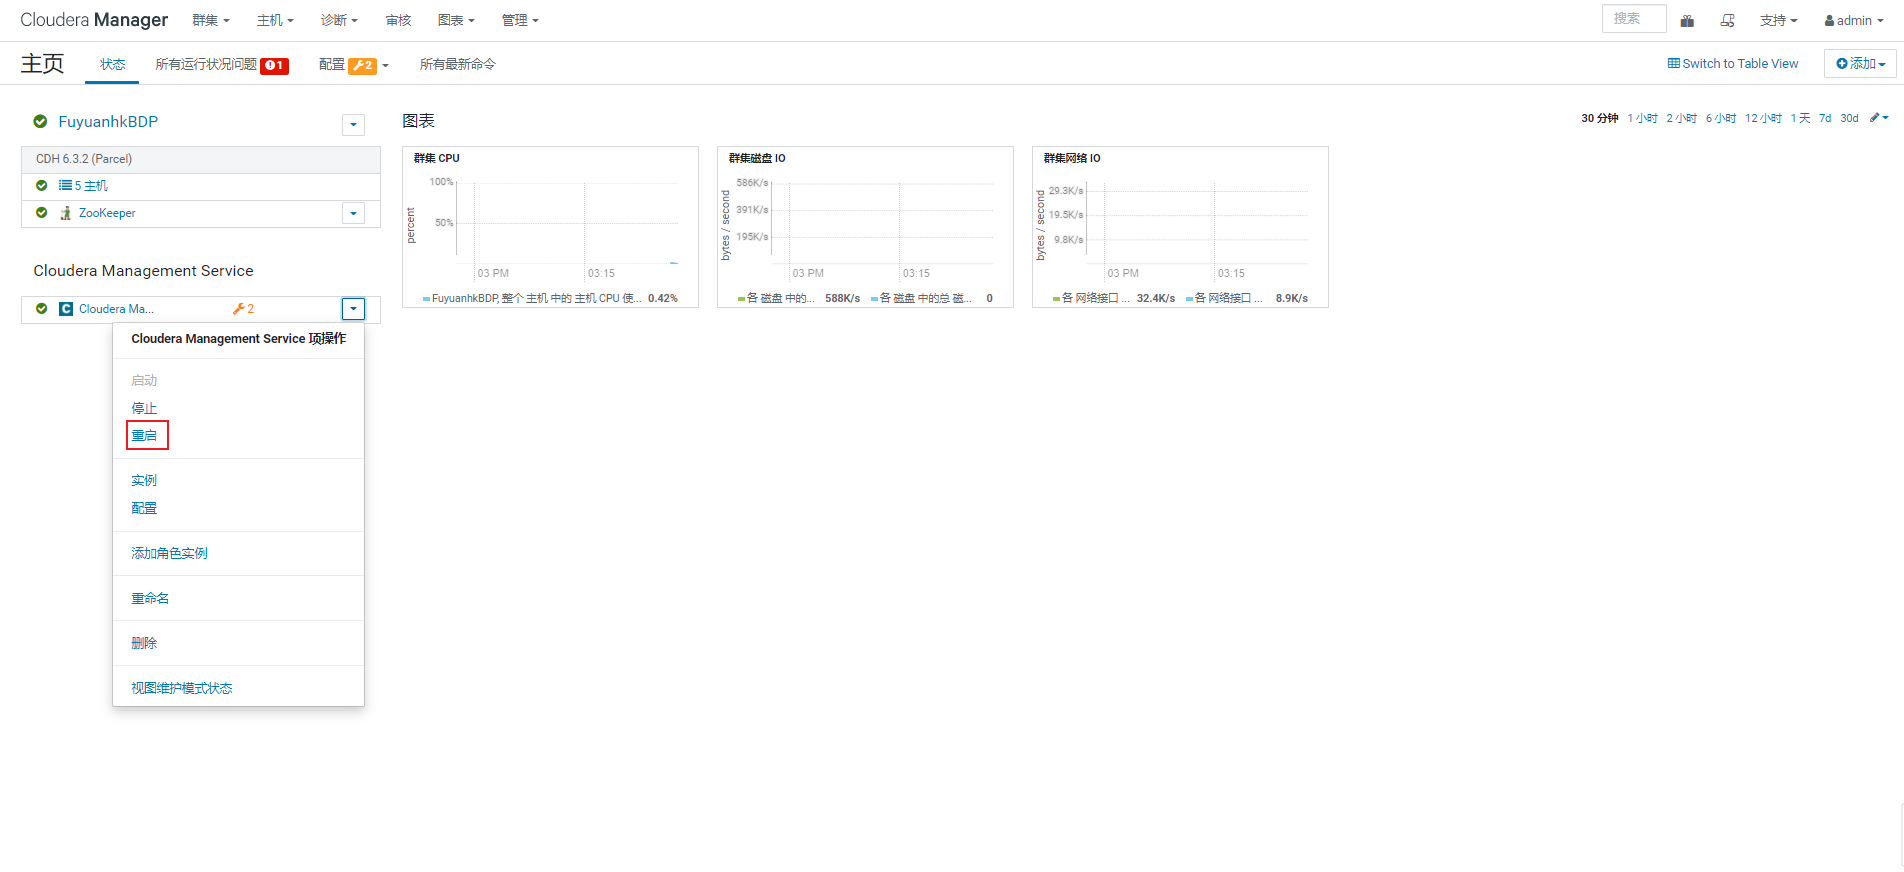 Cloudera Manager 群集 主机 诊断 审核 图表 管理 搜索 支持 admin
主页 状态 所有运行状况问题 1 配置 2 所有最新命令 Switch to Table View 添加
FuyuanhkBDP
CDH 6.3.2 (Parcel)
5 主机
ZooKeeper
Cloudera Management Service
C Cloudera Ma... 2
Cloudera Management Service 项操作
启动
停止
重启
实例
配置
添加角色实例
重命名
删除
视图维护模式状态
图表
30 分钟 1 小时 2 小时 6 小时 12 小时 1 天 7d 30d
群集 CPU
percent
100%
50%
03 PM 03:15
FuyuanhkBDP, 整个 主机 中的 主机 CPU 使... 0.42%
群集磁盘 IO
bytes / second
586K/s
391K/s
195K/s
03 PM 03:15
各 磁盘 中的... 588K/s 各 磁盘 中的总 磁... 0
群集网络 IO
bytes / second
29.3K/s
19.5K/s
9.8K/s
03 PM 03:15
各 网络接口 ... 32.4K/s 各 网络接口 ... 8.9K/s